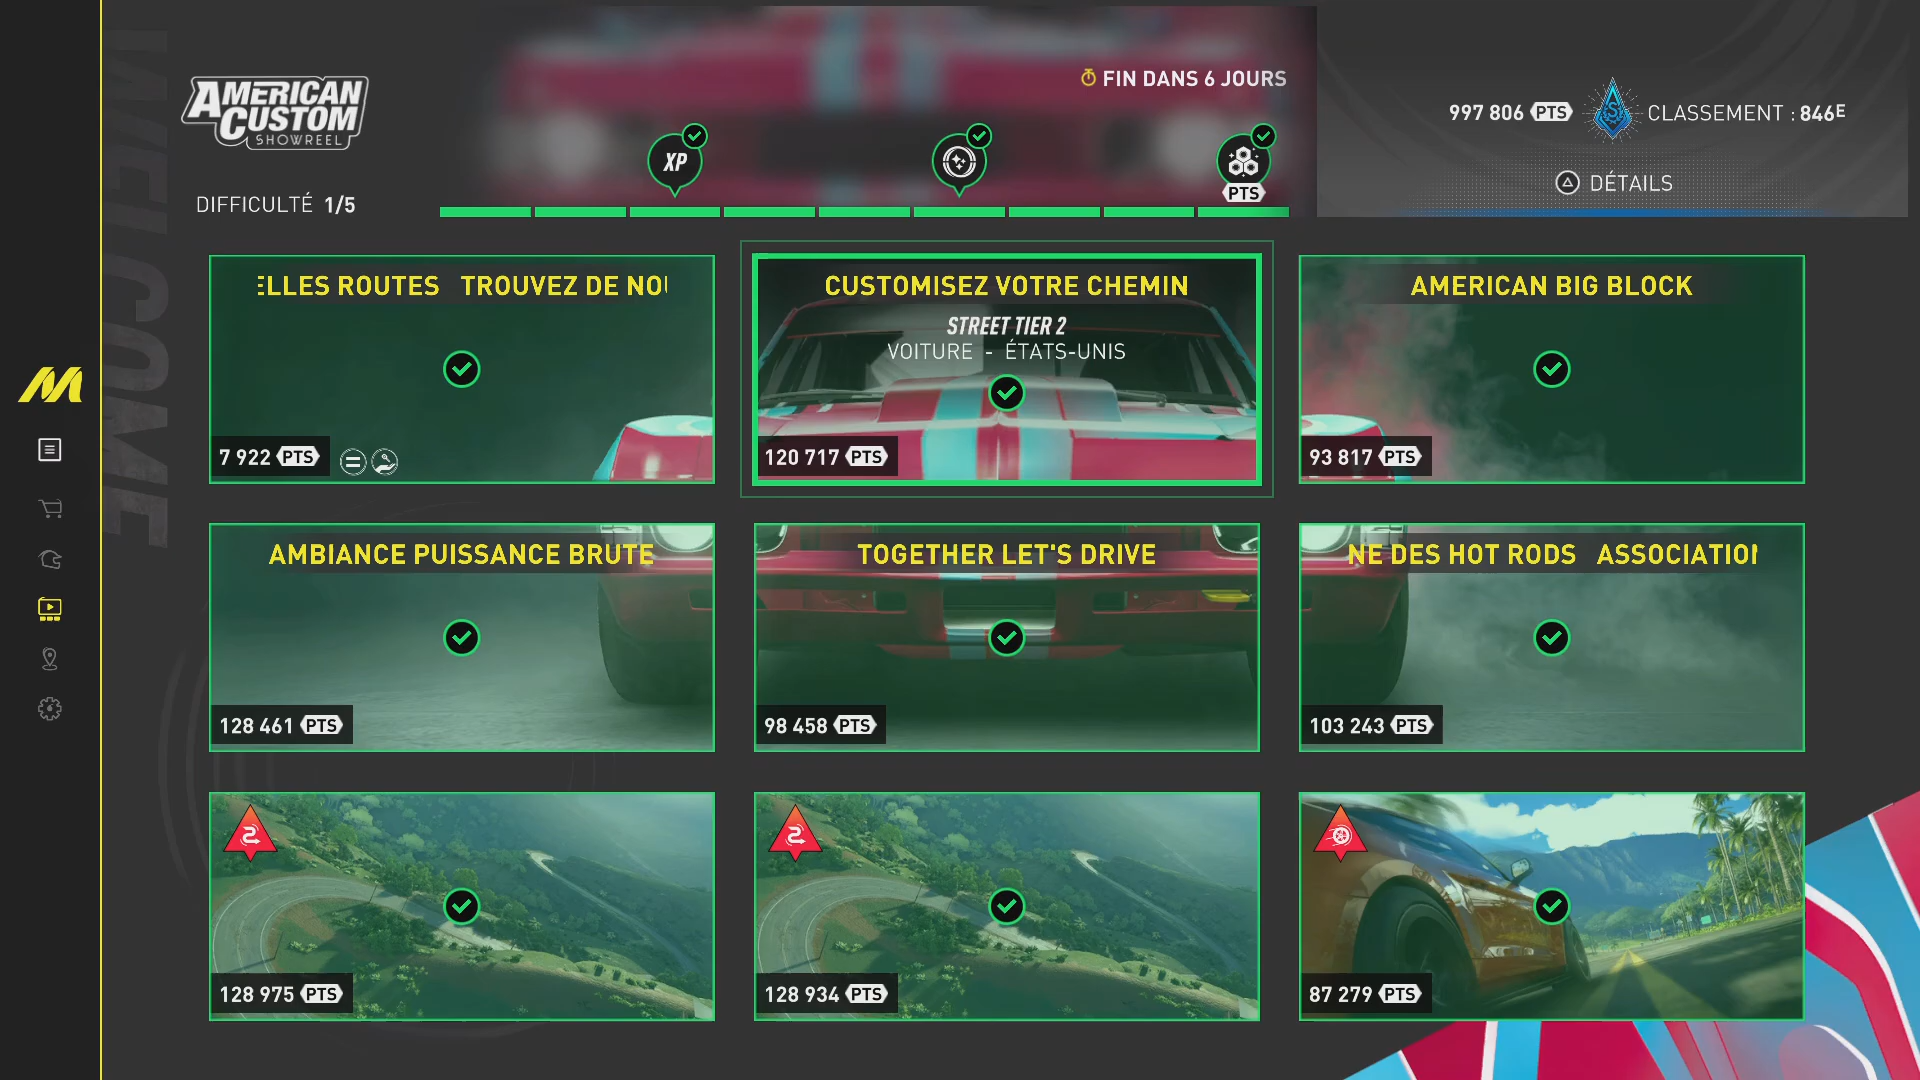 WELCOME
AMERICAN
CUSTOM
SHOWREEL
FIN DANS 6 JOURS
997 806 PTS
CLASSEMENT : 846E
XP
PTS
DÉTAILS
DIFFICULTÉ 1/5
ELLES ROUTES TROUVEZ DE NOU
7 922 PTS
CUSTOMISEZ VOTRE CHEMIN
STREET TIER 2
VOITURE - ÉTATS-UNIS
120 717 PTS
AMERICAN BIG BLOCK
93 817 PTS
AMBIANCE PUISSANCE BRUTE
128 461 PTS
TOGETHER LET'S DRIVE
98 458 PTS
NE DES HOT RODS ASSOCIATION
103 243 PTS
128 975 PTS
128 934 PTS
87 279 PTS